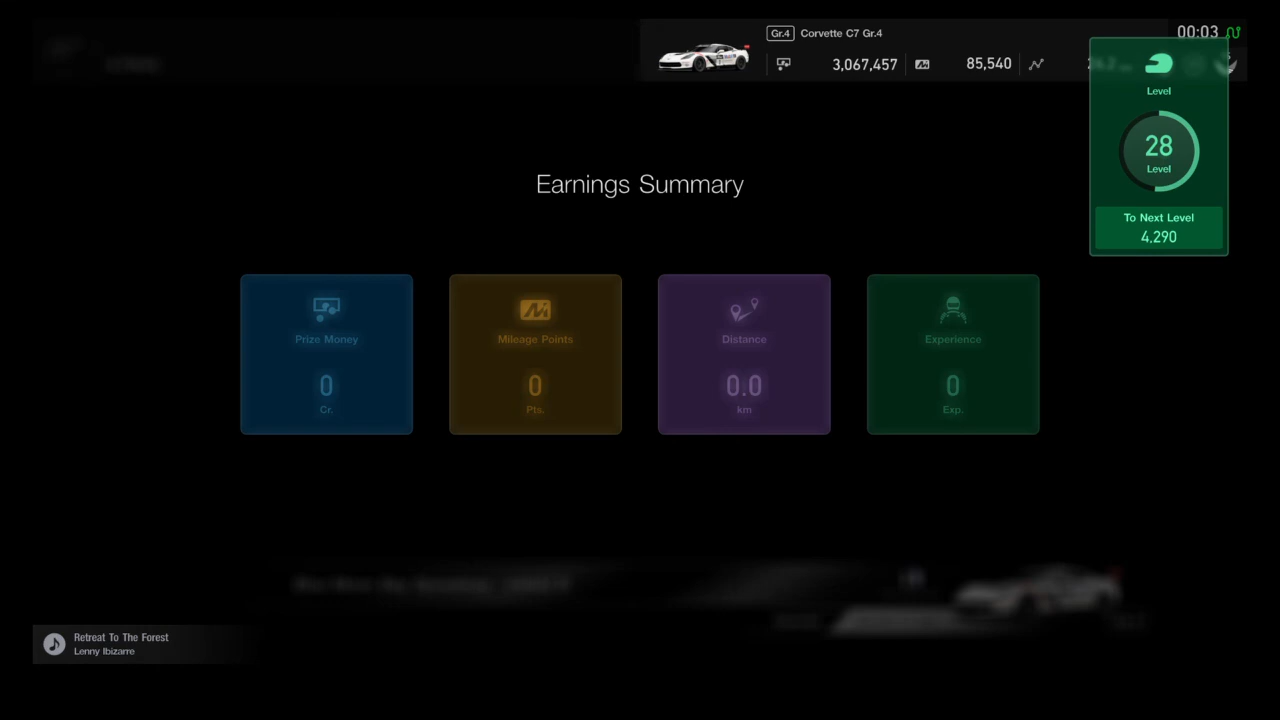 Gr.4 Corvette C7 Gr.4
00:03
3,067,457
85,540
Level
28
Level
To Next Level
4,290
Earnings Summary
Prize Money
0
Cr.
Mileage Points
0
Pts.
Distance
0.0
km
Experience
0
Exp.
Retreat To The Forest
Lenny Ibizarre